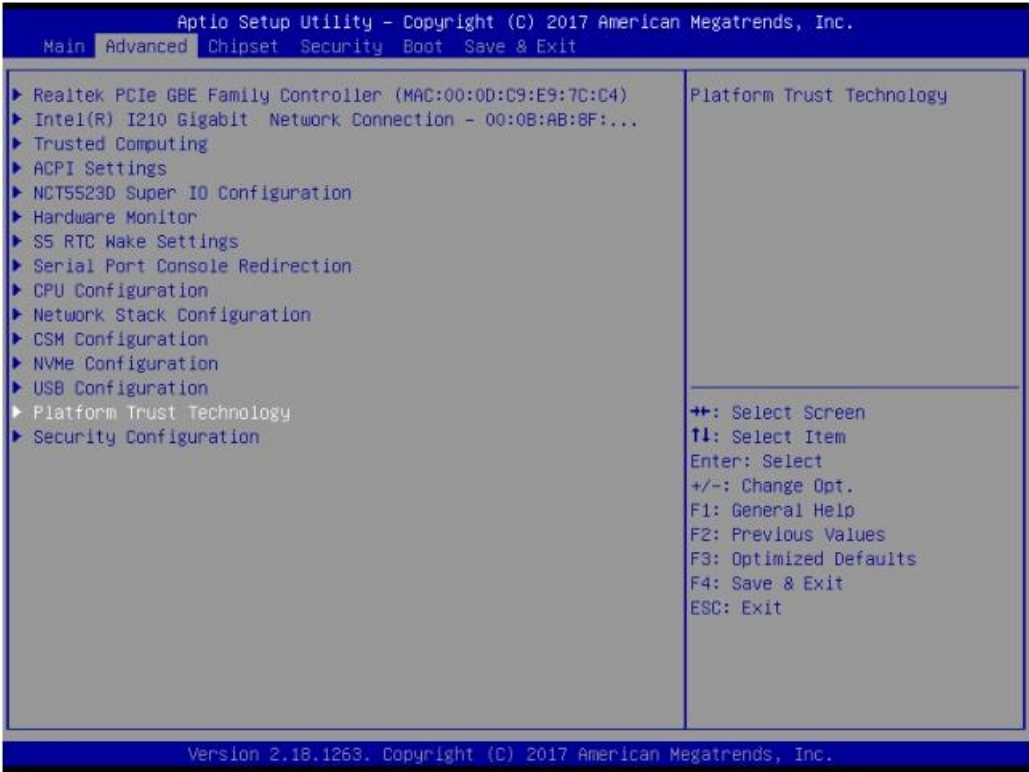 Aptio Setup Utility – Copyright (C) 2017 American Megatrends, Inc.
Main Advanced Chipset Security Boot Save & Exit
Realtek PCIe GBE Family Controller (MAC:00:0D:C9:E9:7C:C4)
Intel(R) I210 Gigabit Network Connection – 00:0B:AB:8F:...
Trusted Computing
ACPI Settings
NCT5523D Super IO Configuration
Hardware Monitor
S5 RTC Wake Settings
Serial Port Console Redirection
CPU Configuration
Network Stack Configuration
CSM Configuration
NVMe Configuration
USB Configuration
Platform Trust Technology
Security Configuration
Platform Trust Technology
→←: Select Screen
↑↓: Select Item
Enter: Select
+/-: Change Opt.
F1: General Help
F2: Previous Values
F3: Optimized Defaults
F4: Save & Exit
ESC: Exit
Version 2.18.1263. Copyright (C) 2017 American Megatrends, Inc.